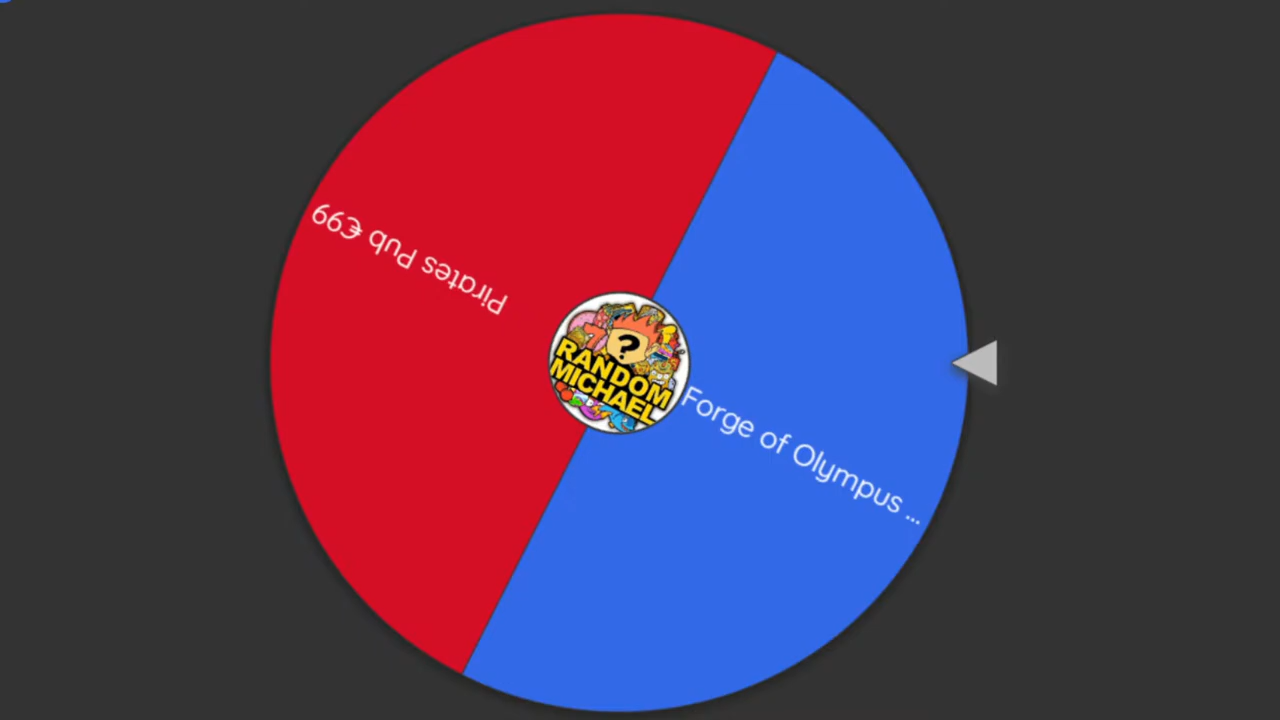 Pirates Pub €99
?
RANDOM
MICHAEL
Forge of Olympus ...